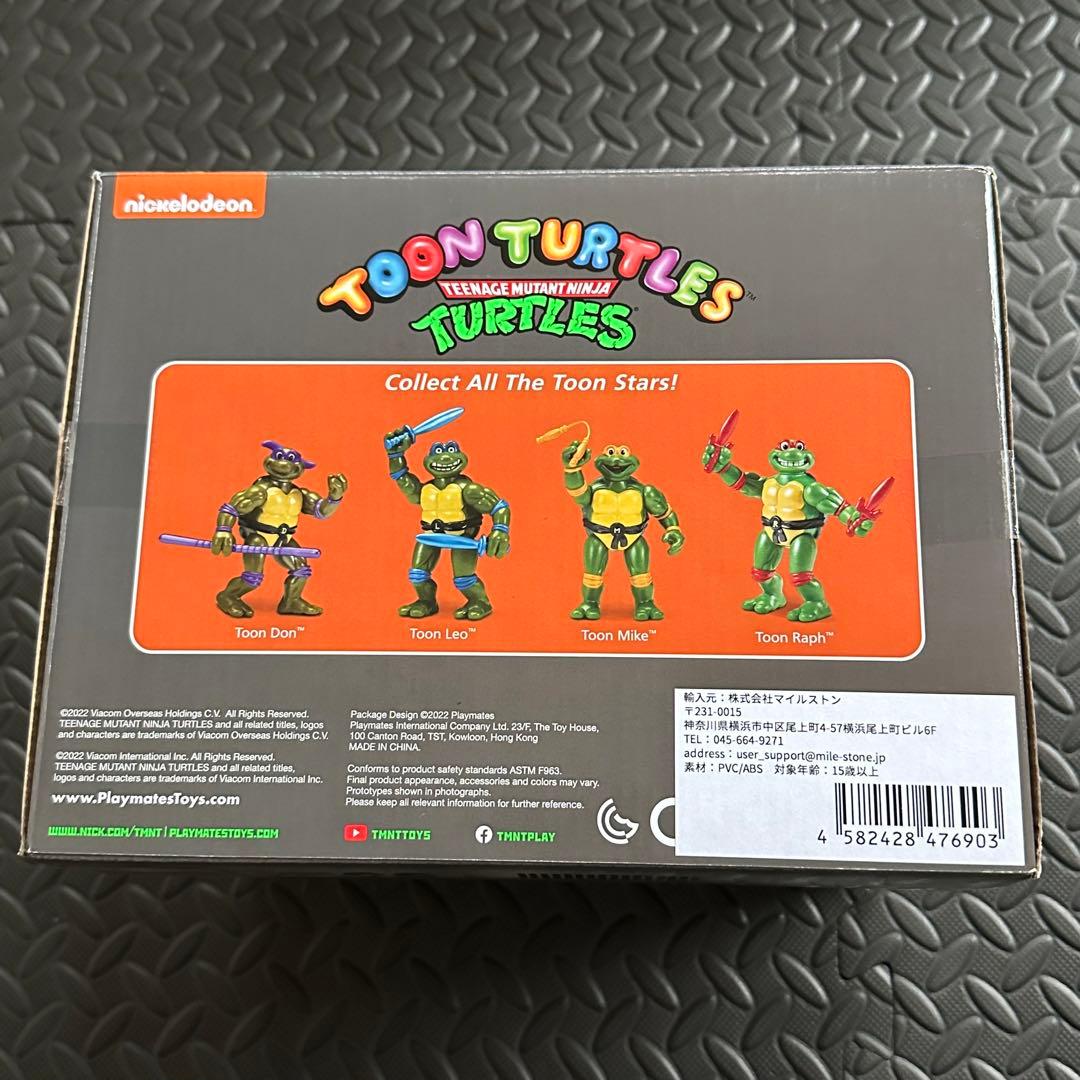 nickelodeon™
TOON TURTLES™
TEENAGE MUTANT NINJA
TURTLES®
Collect All The Toon Stars!
D
L
M
R
Toon Don™
Toon Leo™
Toon Mike™
Toon Raph™
©2022 Viacom Overseas Holdings C.V. All Rights Reserved.
TEENAGE MUTANT NINJA TURTLES and all related titles, logos
and characters are trademarks of Viacom Overseas Holdings C.V.
©2022 Viacom International Inc. All Rights Reserved.
TEENAGE MUTANT NINJA TURTLES and all related titles,
logos and characters are trademarks of Viacom International Inc.
www.PlaymatesToys.com
WWW.NICK.COM/TMNT | PLAYMATESTOYS.COM
Package Design ©2022 Playmates
Playmates International Company Ltd. 23/F, The Toy House,
100 Canton Road, TST, Kowloon, Hong Kong
MADE IN CHINA.
Conforms to product safety standards ASTM F963.
Final product appearance, accessories and colors may vary.
Prototypes shown in photographs.
Please keep all relevant information for further reference.
TMNTTOYS
TMNTPLAY
輸入元：株式会社マイルストン
〒231-0015
神奈川県横浜市中区尾上町4-57横浜尾上町ビル6F
TEL：045-664-9271
address：user_support@mile-stone.jp
素材：PVC/ABS 対象年齢：15歳以上
4 582428 476903